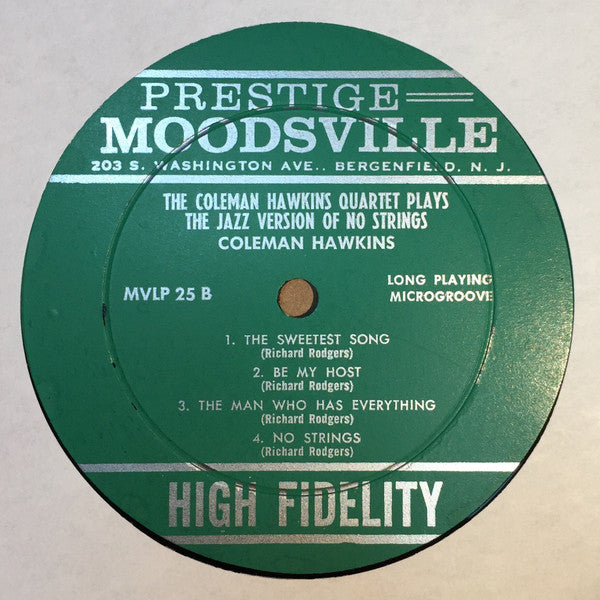 PRESTIGE
MOODSVILLE
203 S. WASHINGTON AVE., BERGENFIELD, N. J.
THE COLEMAN HAWKINS QUARTET PLAYS
THE JAZZ VERSION OF NO STRINGS
COLEMAN HAWKINS
MVLP 25 B
LONG PLAYING
MICROGROOVE
1. THE SWEETEST SONG
(Richard Rodgers)
2. BE MY HOST
(Richard Rodgers)
3. THE MAN WHO HAS EVERYTHING
(Richard Rodgers)
4. NO STRINGS
(Richard Rodgers)
HIGH FIDELITY